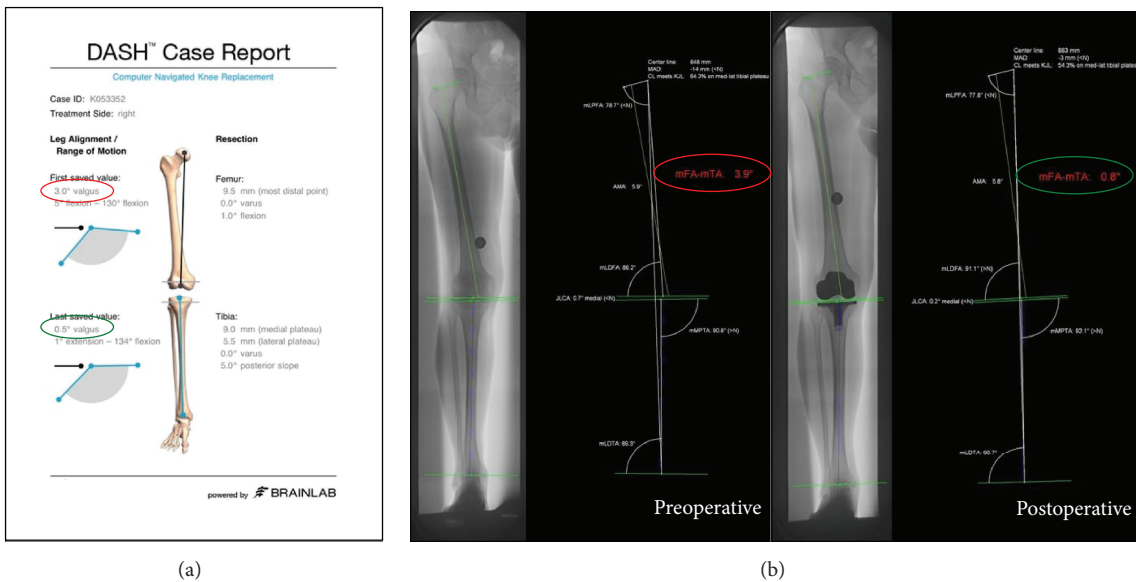 DASH™ Case Report
Computer Navigated Knee Replacement
Case ID: K053352
Treatment Side: right
Leg Alignment /
Range of Motion
Resection
First saved value:
3.0° valgus
5° flexion – 130° flexion
Femur:
9.5 mm (most distal point)
0.0° varus
1.0° flexion
Last saved value:
0.5° valgus
1° extension – 134° flexion
Tibia:
9.0 mm (medial plateau)
5.5 mm (lateral plateau)
0.0° varus
5.0° posterior slope
powered by BRAINLAB
(a)
Center line: 848 mm
MAD: -14 mm (<N)
CL meets KJL: 64.3% on med-lat tibial plateau
mLPFA: 78.7° (<N)
mFA-mTA: 3.9°
AMA: 5.9°
mLDFA: 86.2°
JLCA: 0.7° medial (<N)
mMPTA: 90.8° (>N)
mLDTA: 89.3°
Preoperative
Center line: 883 mm
MAD: -3 mm (<N)
CL meets KJL: 54.3% on med-lat tibial plateau
mLPFA: 77.8° (<N)
mFA-mTA: 0.8°
AMA: 5.8°
mLDFA: 91.1° (>N)
JLCA: 0.2° medial (<N)
mMPTA: 92.1° (>N)
mLDTA:
Postoperative
(b)